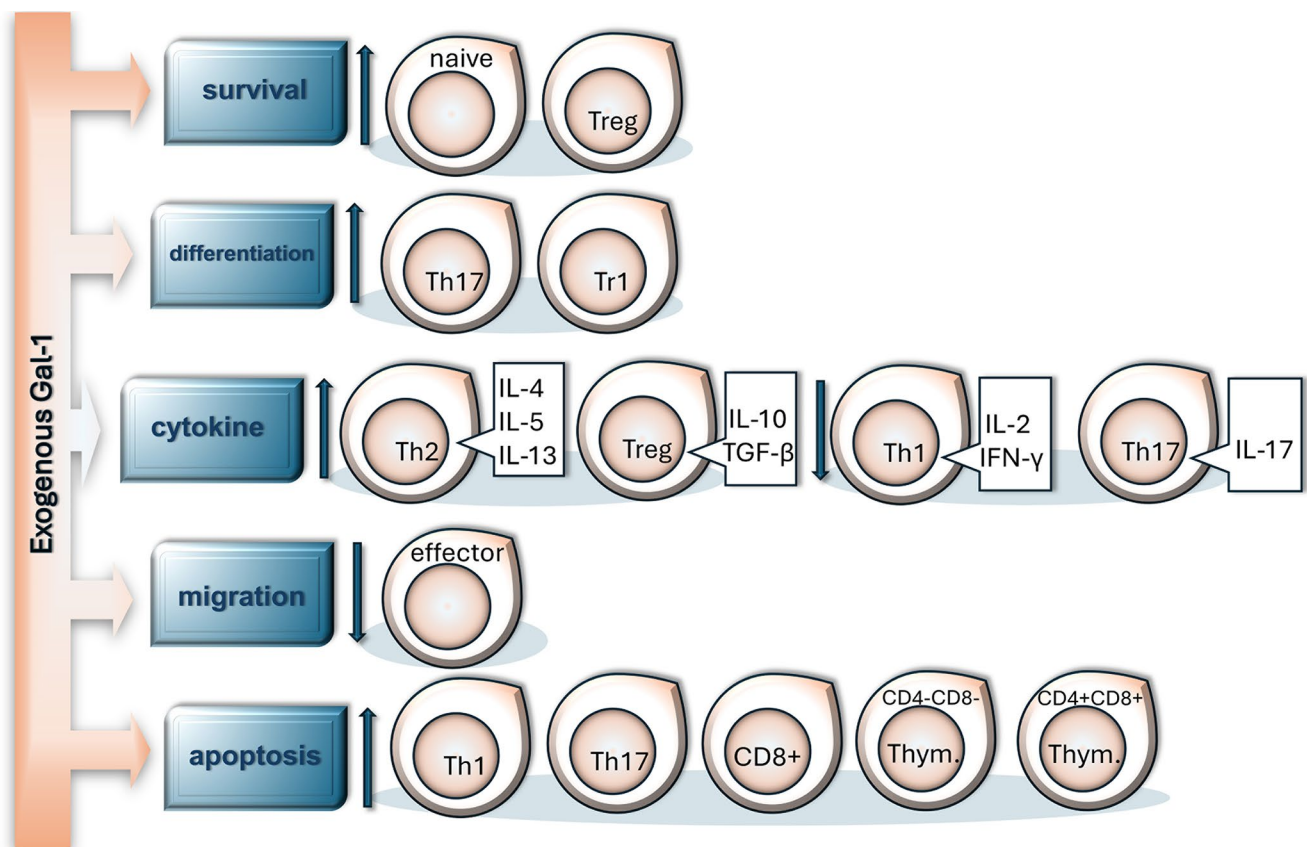 Exogenous Gal-1
survival
naive
Treg
differentiation
Th17
Tr1
cytokine
Th2
IL-4
IL-5
IL-13
Treg
IL-10
TGF-β
Th1
IL-2
IFN-γ
Th17
IL-17
migration
effector
apoptosis
Th1
Th17
CD8+
CD4-CD8-
Thym.
CD4+CD8+
Thym.